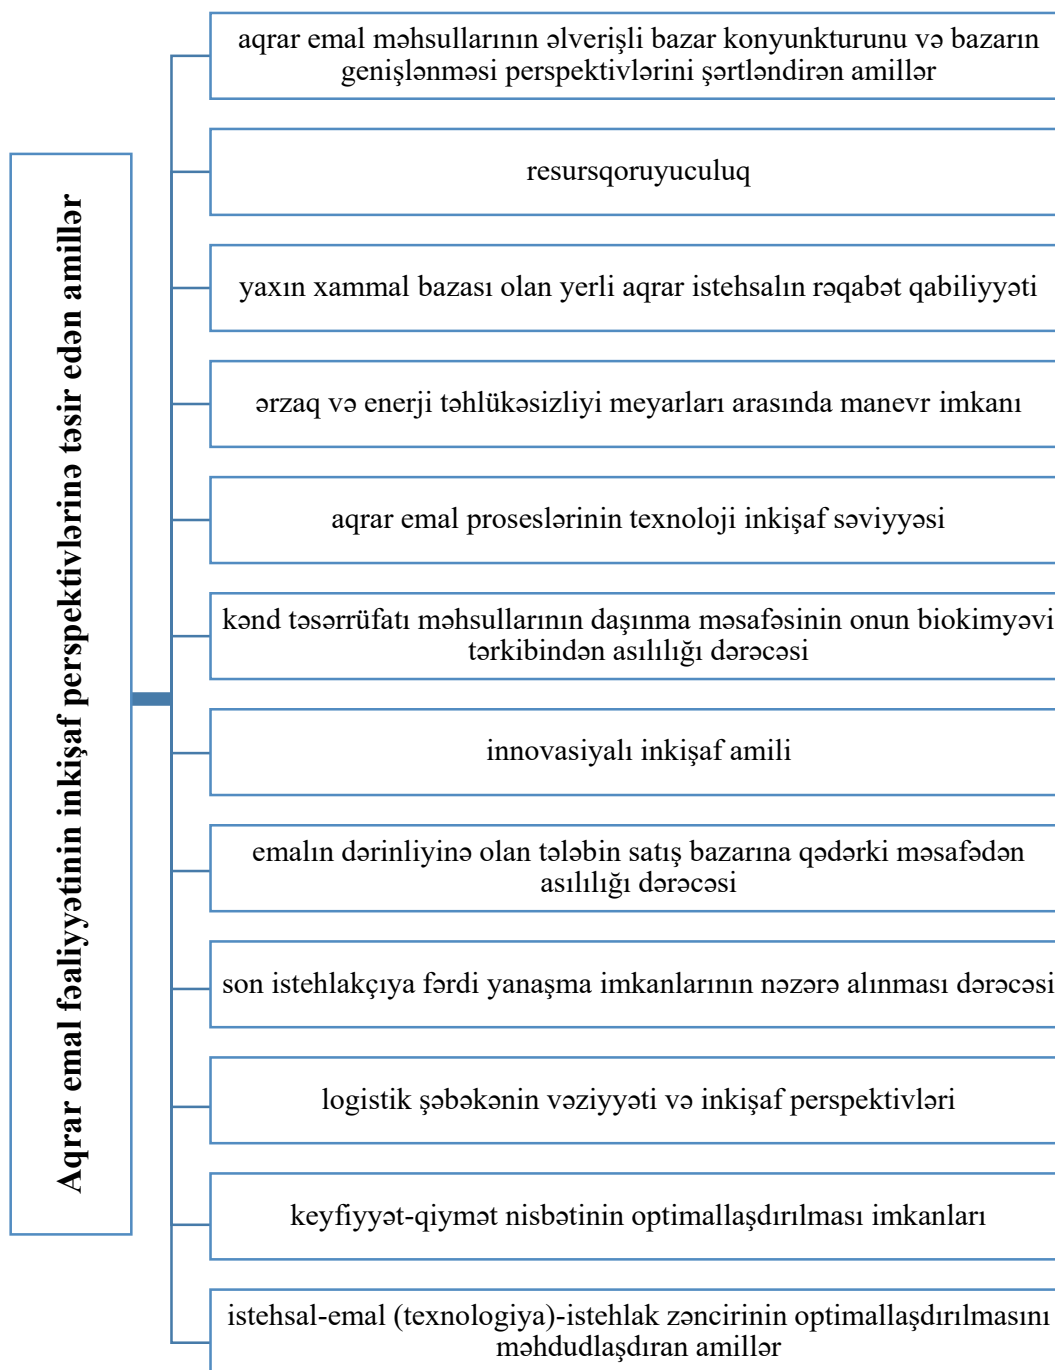 Aqrar emal fəaliyyətinin inkişaf perspektivlərinə təsir edən amillər
aqrar emal məhsullarının əlverişli bazar konyunkturunu və bazarın
genişlənməsi perspektivlərini şərtləndirən amillər
resursqoruyuculuq
yaxın xammal bazası olan yerli aqrar istehsalın rəqabət qabiliyyəti
ərzaq və enerji təhlükəsizliyi meyarları arasında manevr imkanı
aqrar emal proseslərinin texnoloji inkişaf səviyyəsi
kənd təsərrüfatı məhsullarının daşınma məsafəsinin onun biokimyəvi
tərkibindən asılılığı dərəcəsi
innovasiyalı inkişaf amili
emalın dərinliyinə olan tələbin satış bazarına qədərki məsafədən
asılılığı dərəcəsi
son istehlakçıya fərdi yanaşma imkanlarının nəzərə alınması dərəcəsi
logistik şəbəkənin vəziyyəti və inkişaf perspektivləri
keyfiyyət-qiymət nisbətinin optimallaşdırılması imkanları
istehsal-emal (texnologiya)-istehlak zəncirinin optimallaşdırılmasını
məhdudlaşdıran amillər